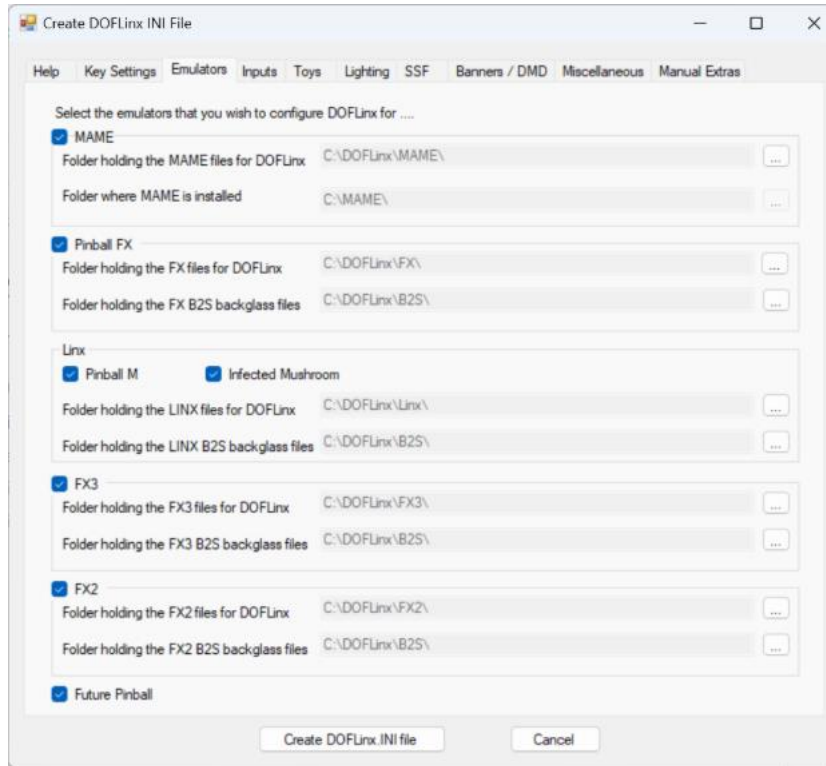 Create DOFLinx INI File
Help Key Settings Emulators Inputs Toys Lighting SSF Banners / DMD Miscellaneous Manual Extras
Select the emulators that you wish to configure DOFLinx for ....
MAME
Folder holding the MAME files for DOFLinx C:\DOFLinx\MAME\ ...
Folder where MAME is installed C:\MAME\ ...
Pinball FX
Folder holding the FX files for DOFLinx C:\DOFLinx\FX\ ...
Folder holding the FX B2S backglass files C:\DOFLinx\B2S\ ...
Linx
Pinball M Infected Mushroom
Folder holding the LINX files for DOFLinx C:\DOFLinx\Linx\ ...
Folder holding the LINX B2S backglass files C:\DOFLinx\B2S\ ...
FX3
Folder holding the FX3 files for DOFLinx C:\DOFLinx\FX3\ ...
Folder holding the FX3 B2S backglass files C:\DOFLinx\B2S\ ...
FX2
Folder holding the FX2 files for DOFLinx C:\DOFLinx\FX2\ ...
Folder holding the FX2 B2S backglass files C:\DOFLinx\B2S\ ...
Future Pinball
Create DOFLinx.INI file Cancel